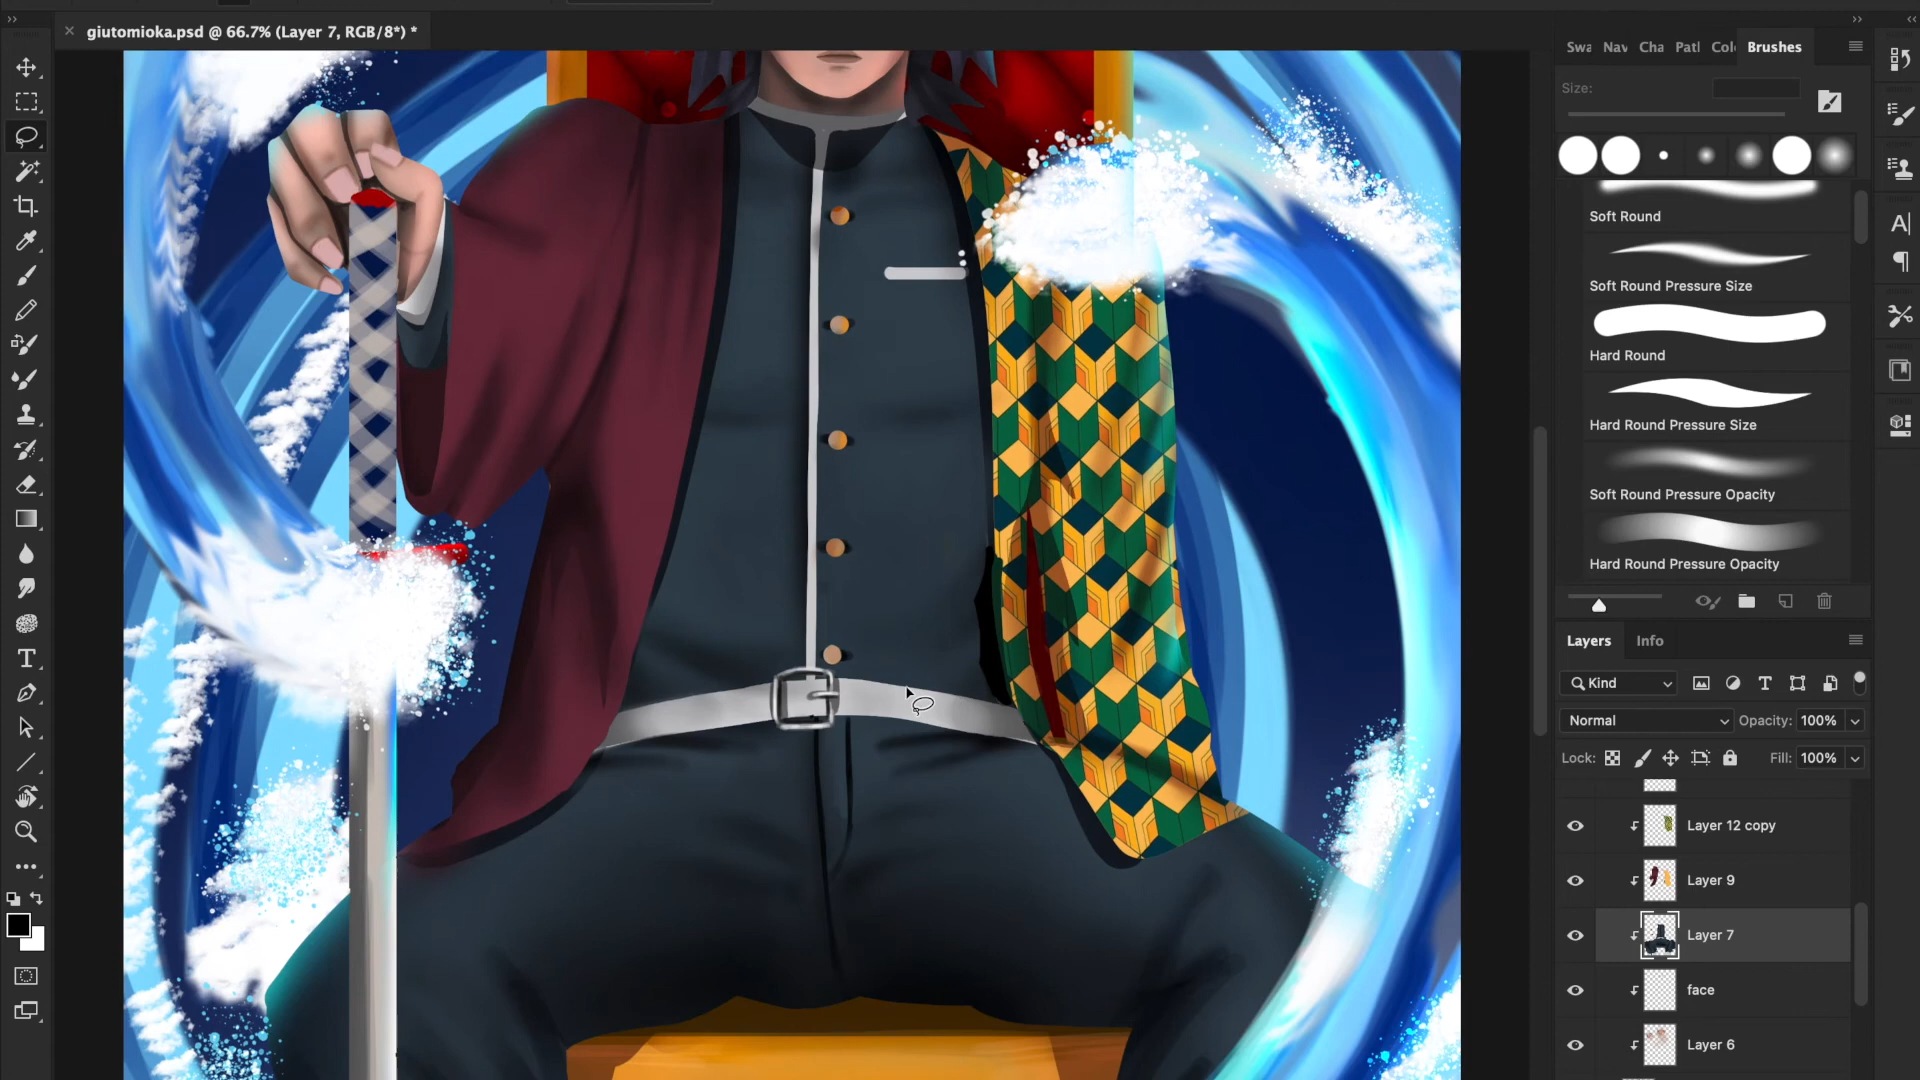 giutomioka.psd @ 66.7% (Layer 7, RGB/8*) *
Swa Nav Cha Patl Colo Brushes
Size:
Soft Round
Soft Round Pressure Size
Hard Round
Hard Round Pressure Size
Soft Round Pressure Opacity
Hard Round Pressure Opacity
Layers Info
Kind
Normal Opacity: 100%
Lock: Fill: 100%
Layer 12 copy
Layer 9
Layer 7
face
Layer 6